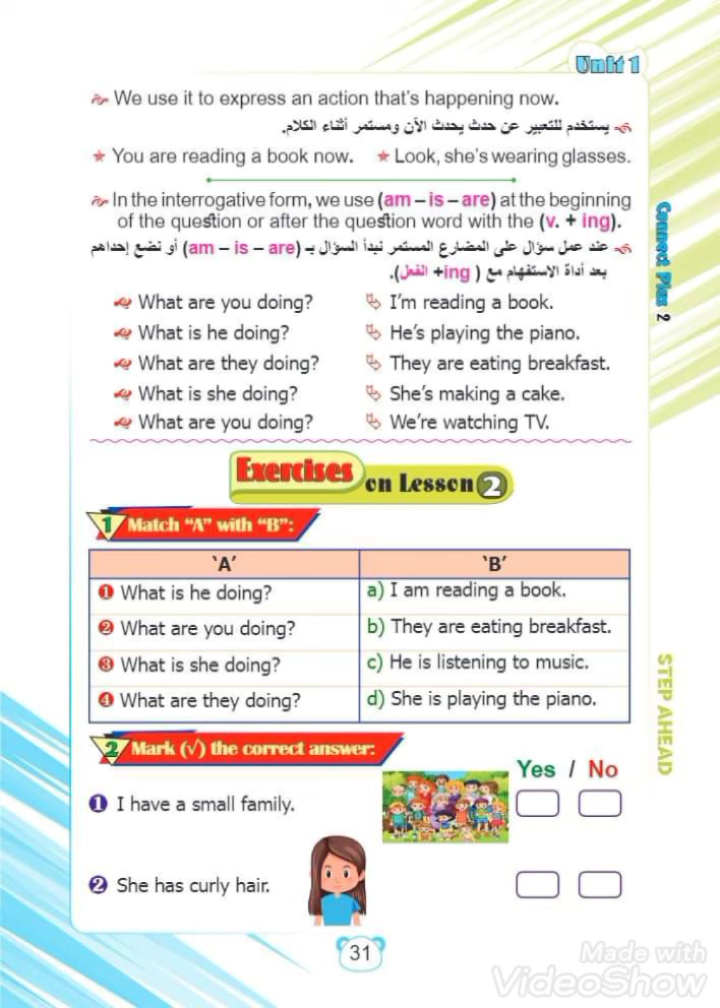 Unit 1
We use it to express an action that's happening now.
يستخدم للتعبير عن حدث يحدث الآن ومستمر أثناء الكلام.
★ You are reading a book now. ★ Look, she's wearing glasses.
In the interrogative form, we use (am – is – are) at the beginning
of the question or after the question word with the (v. + ing).
عند عمل سؤال على المضارع المستمر نبدأ السؤال بـ (am – is – are) أو نضع إحداهم
بعد أداة الاستفهام مع ( ing+ الفعل).
What are you doing? I'm reading a book.
What is he doing? He's playing the piano.
What are they doing? They are eating breakfast.
What is she doing? She's making a cake.
What are you doing? We're watching TV.
Connect Plus 2
Exercises on Lesson 2
1 Match “A” with “B”:
‘A’ ‘B’
1 What is he doing? a) I am reading a book.
2 What are you doing? b) They are eating breakfast.
3 What is she doing? c) He is listening to music.
4 What are they doing? d) She is playing the piano.
STEP AHEAD
2 Mark (√) the correct answer:
Yes / No
1 I have a small family.
2 She has curly hair.
31
Made with
VideoShow